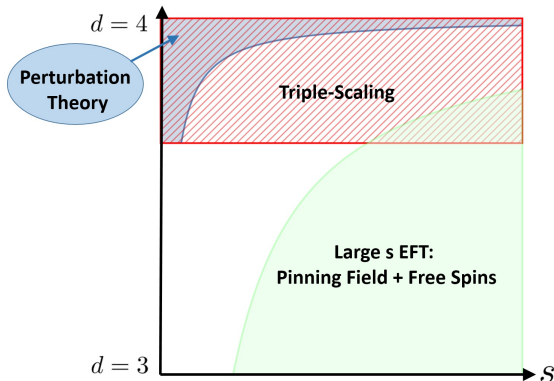 d = 4
Perturbation
Theory
Triple-Scaling
Large s EFT:
Pinning Field + Free Spins
d = 3
s